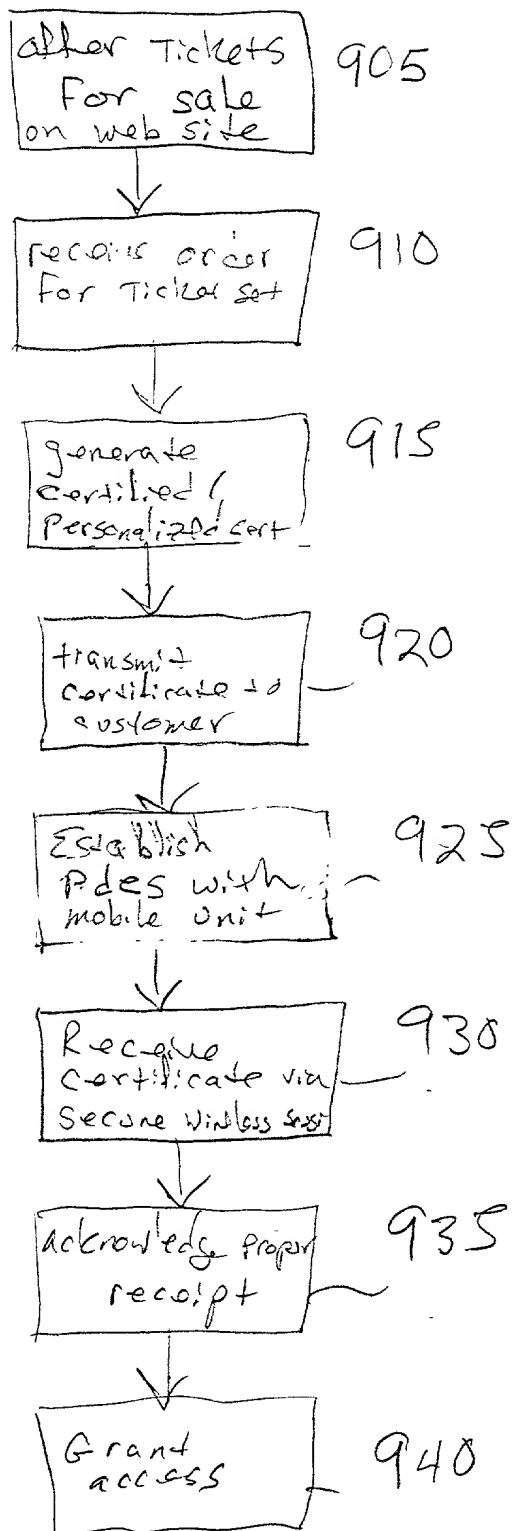 offer Tickets
For sale
on web site
905
receive order
For Ticket set
910
generate
certified /
Personalized cert
915
transmit
certificate to
customer
920
Establish
Pdes with
mobile unit
925
Receive
certificate via
Secure Wireless
930
acknowledge proper
receipt
935
Grant
access
940